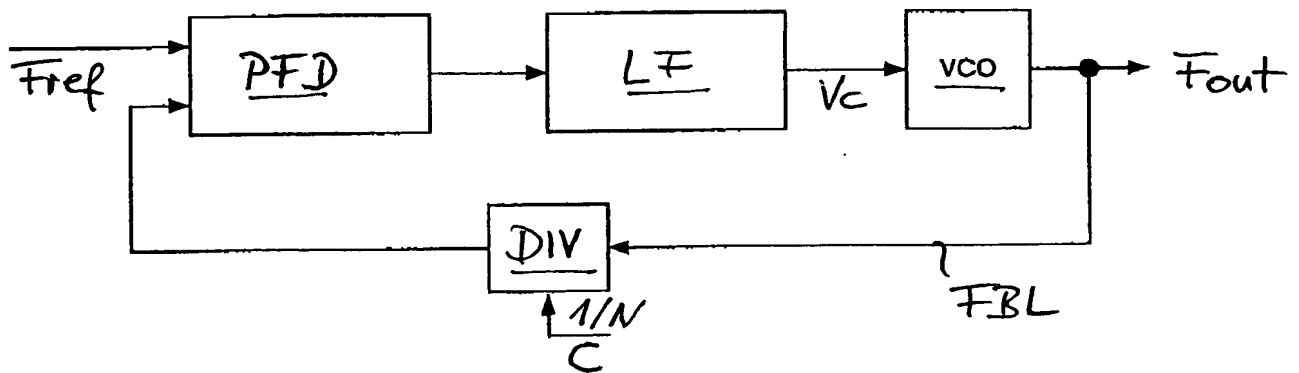 Fref
PFD
LF
Vc
VCO
Fout
DIV
1/N
C
FBL